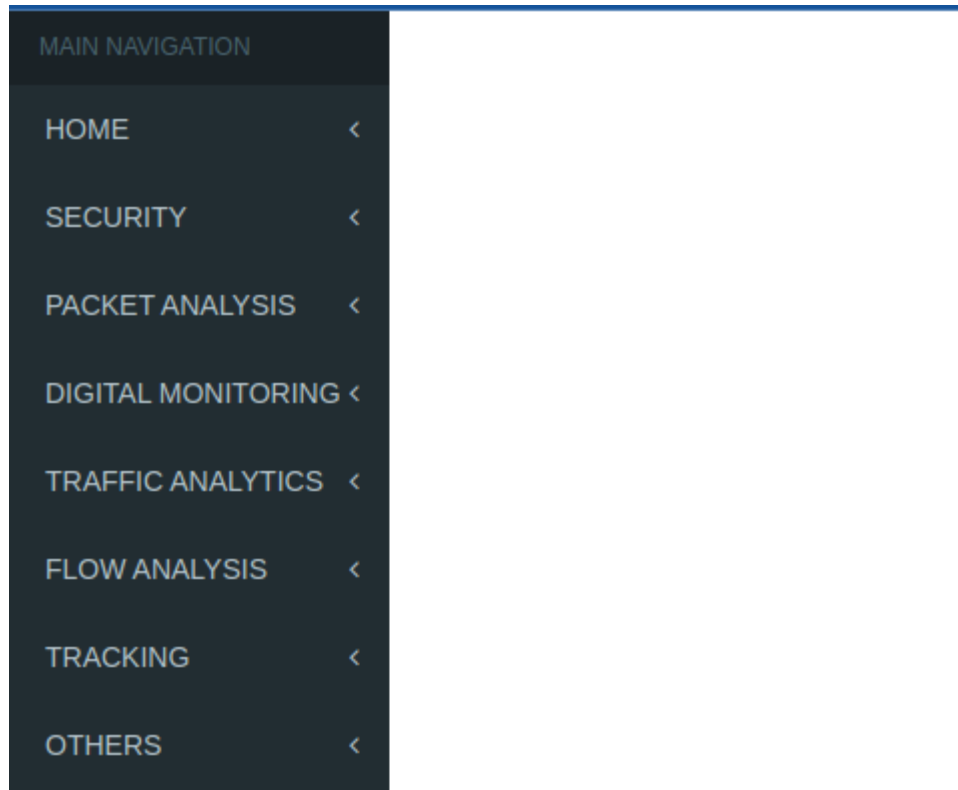 MAIN NAVIGATION
HOME
SECURITY
PACKET ANALYSIS
DIGITAL MONITORING
TRAFFIC ANALYTICS
FLOW ANALYSIS
TRACKING
OTHERS